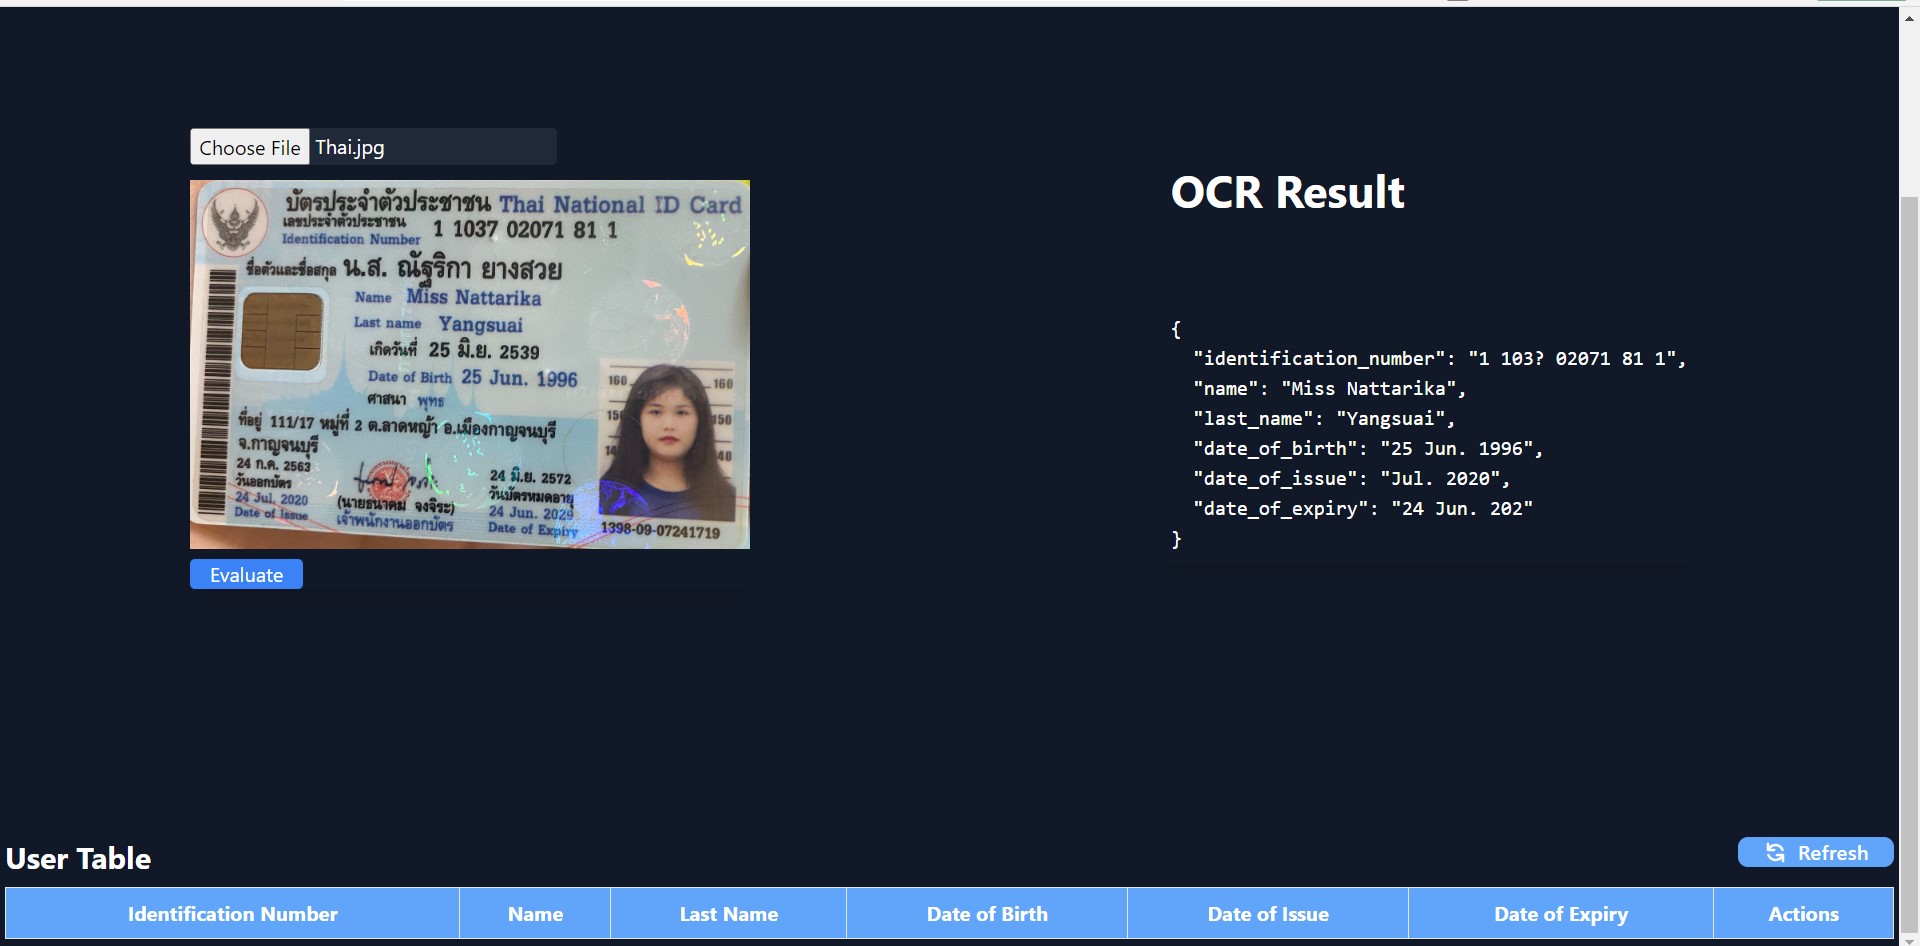 Choose File Thai.jpg
บัตรประจำตัวประชาชน Thai National ID Card
เลขประจำตัวประชาชน
Identification Number 1 1037 02071 81 1
ชื่อตัวและชื่อสกุล น.ส. ณัฐริกา ยางสวย
Name Miss Nattarika
Last name Yangsuai
เกิดวันที่ 25 มิ.ย. 2539
Date of Birth 25 Jun. 1996
ศาสนา พุทธ
ที่อยู่ 111/17 หมู่ที่ 2 ต.ลาดหญ้า อ.เมืองกาญจนบุรี
จ.กาญจนบุรี
24 ก.ค. 2563
วันออกบัตร
24 Jul. 2020
Date of Issue
(นายธนาคม จงจิระ)
เจ้าพนักงานออกบัตร
24 มิ.ย. 2572
วันบัตรหมดอายุ
24 Jun. 2029
Date of Expiry
160 160
150 150
140 140
1398-09-07241719
Evaluate
OCR Result
{
"identification_number": "1 103? 02071 81 1",
"name": "Miss Nattarika",
"last_name": "Yangsuai",
"date_of_birth": "25 Jun. 1996",
"date_of_issue": "Jul. 2020",
"date_of_expiry": "24 Jun. 202"
}
User Table
Refresh
Identification Number Name Last Name Date of Birth Date of Issue Date of Expiry Actions